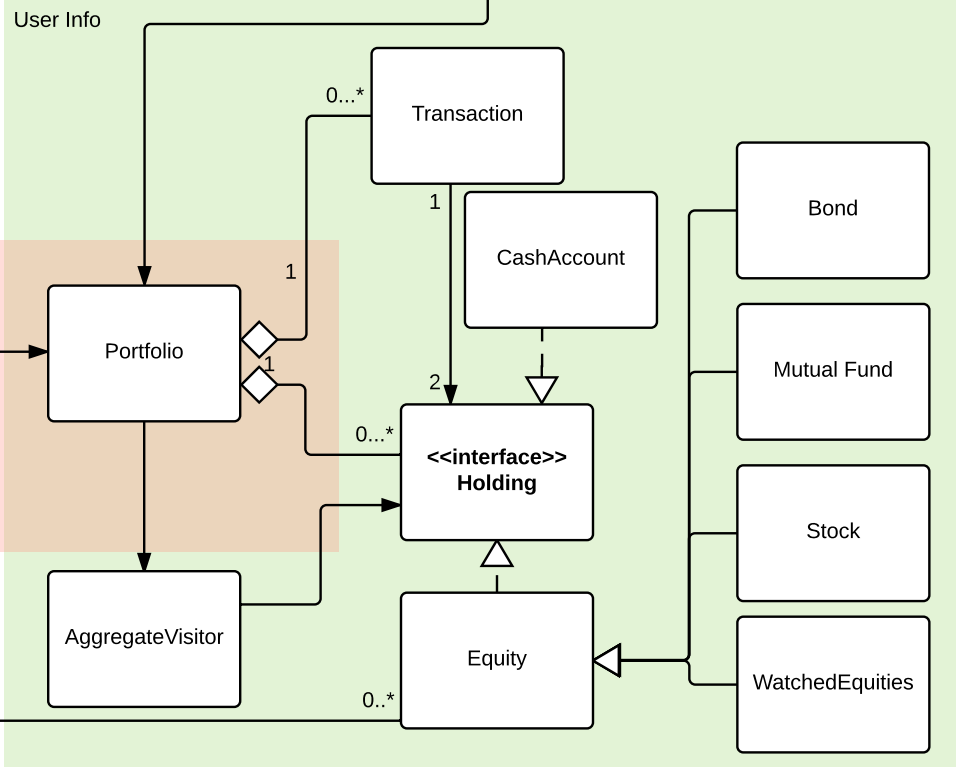 User Info
0...*
Transaction
1
Bond
CashAccount
1
Portfolio
1
Mutual Fund
2
0...*
<<interface>>
Holding
Stock
AggregateVisitor
Equity
WatchedEquities
0..*